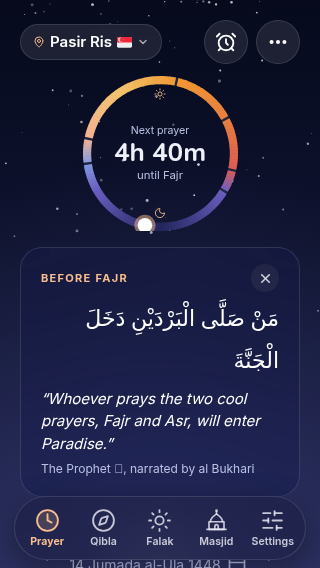 Pasir Ris 🇸🇬
Next prayer
4h 40m
until Fajr
BEFORE FAJR
مَنْ صَلَّى الْبَرْدَيْنِ دَخَلَ
الْجَنَّةَ
“Whoever prays the two cool
prayers, Fajr and Asr, will enter
Paradise.”
The Prophet , narrated by al Bukhari
Prayer Qibla Falak Masjid Settings
14 Jumada al-Ula 1448